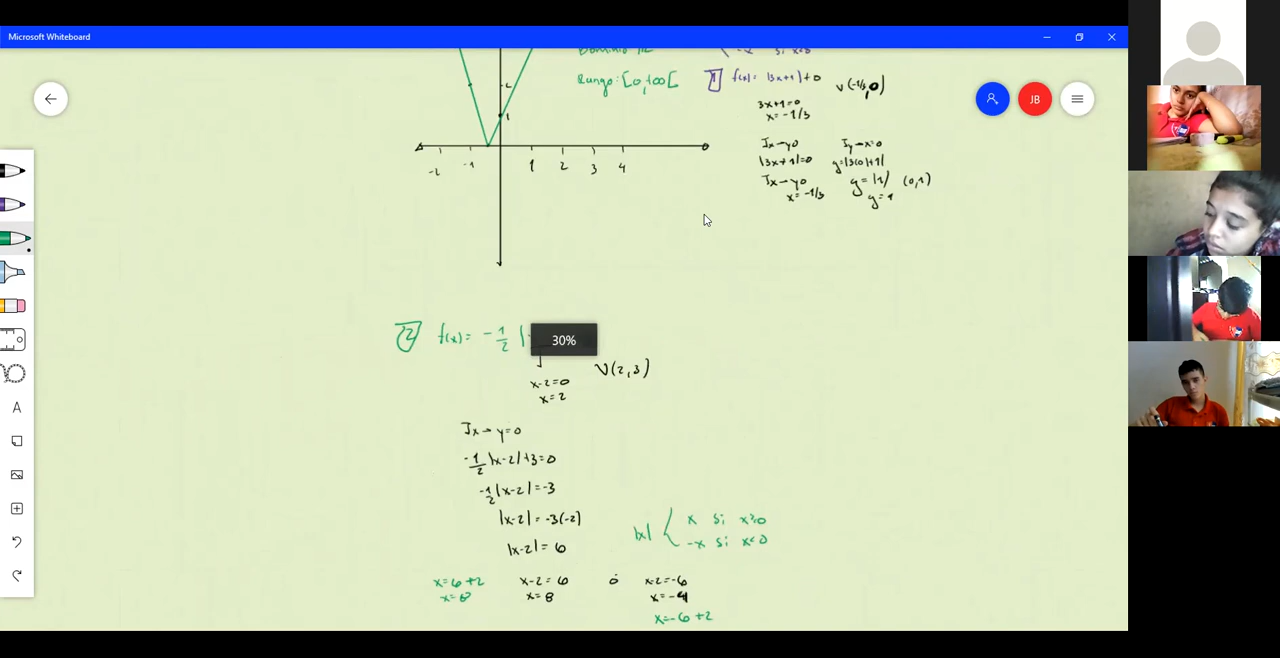 Microsoft Whiteboard
JB
Rango: [0,+∞[
1 f(x)= |3x+1|+0
V(-1/3,0)
3x+1=0
x=-1/3
Ix→y0
|3x+1|=0
Ix→y0
x=-1/3
Iy→x=0
y=|3(0)+1|
y=|1| (0,1)
y=1
2
1
-2 -1 1 2 3 4
2 f(x)= -1/2 |
30%
x-2=0
x=2
V(2,3)
Ix→y=0
-1/2|x-2|+3=0
-1/2|x-2|=-3
|x-2|=-3(-2)
|x-2|=6
|x| { x si x≥0
-x si x<0
x=6+2
x=8
x-2=6 ó x-2=-6
x=8 x=-4
x=-6+2
A